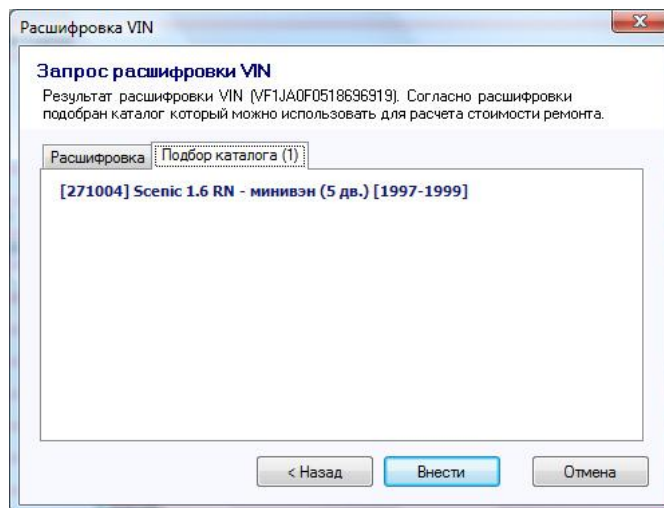 Расшифровка VIN
Запрос расшифровки VIN
Результат расшифровки VIN (VF1JA0F0518696919). Согласно расшифровки
подобран каталог который можно использовать для расчета стоимости ремонта.
Расшифровка Подбор каталога (1)
[271004] Scenic 1.6 RN - минивэн (5 дв.) [1997-1999]
< Назад Внести Отмена